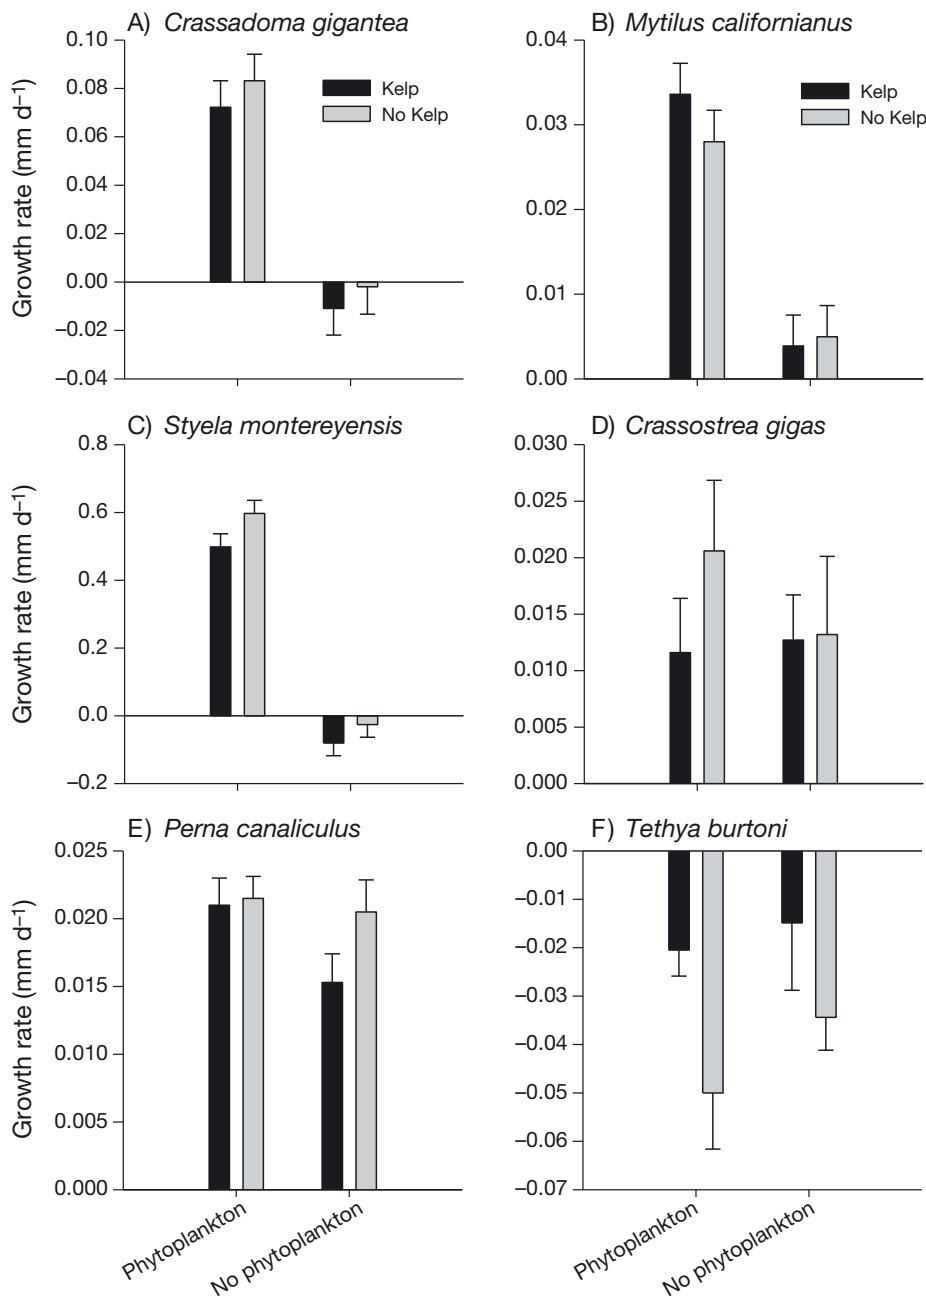 A) Crassadoma gigantea
B) Mytilus californianus
Growth rate (mm d⁻¹)
0.10
0.08
0.06
0.04
0.02
0.00
−0.02
−0.04
Kelp
No Kelp
0.04
0.03
0.02
0.01
0.00
Kelp
No Kelp
C) Styela montereyensis
D) Crassostrea gigas
Growth rate (mm d⁻¹)
0.8
0.6
0.4
0.2
0.0
−0.2
0.030
0.025
0.020
0.015
0.010
0.005
0.000
E) Perna canaliculus
F) Tethya burtoni
Growth rate (mm d⁻¹)
0.025
0.020
0.015
0.010
0.005
0.000
0.00
−0.01
−0.02
−0.03
−0.04
−0.05
−0.06
−0.07
Phytoplankton
No phytoplankton
Phytoplankton
No phytoplankton